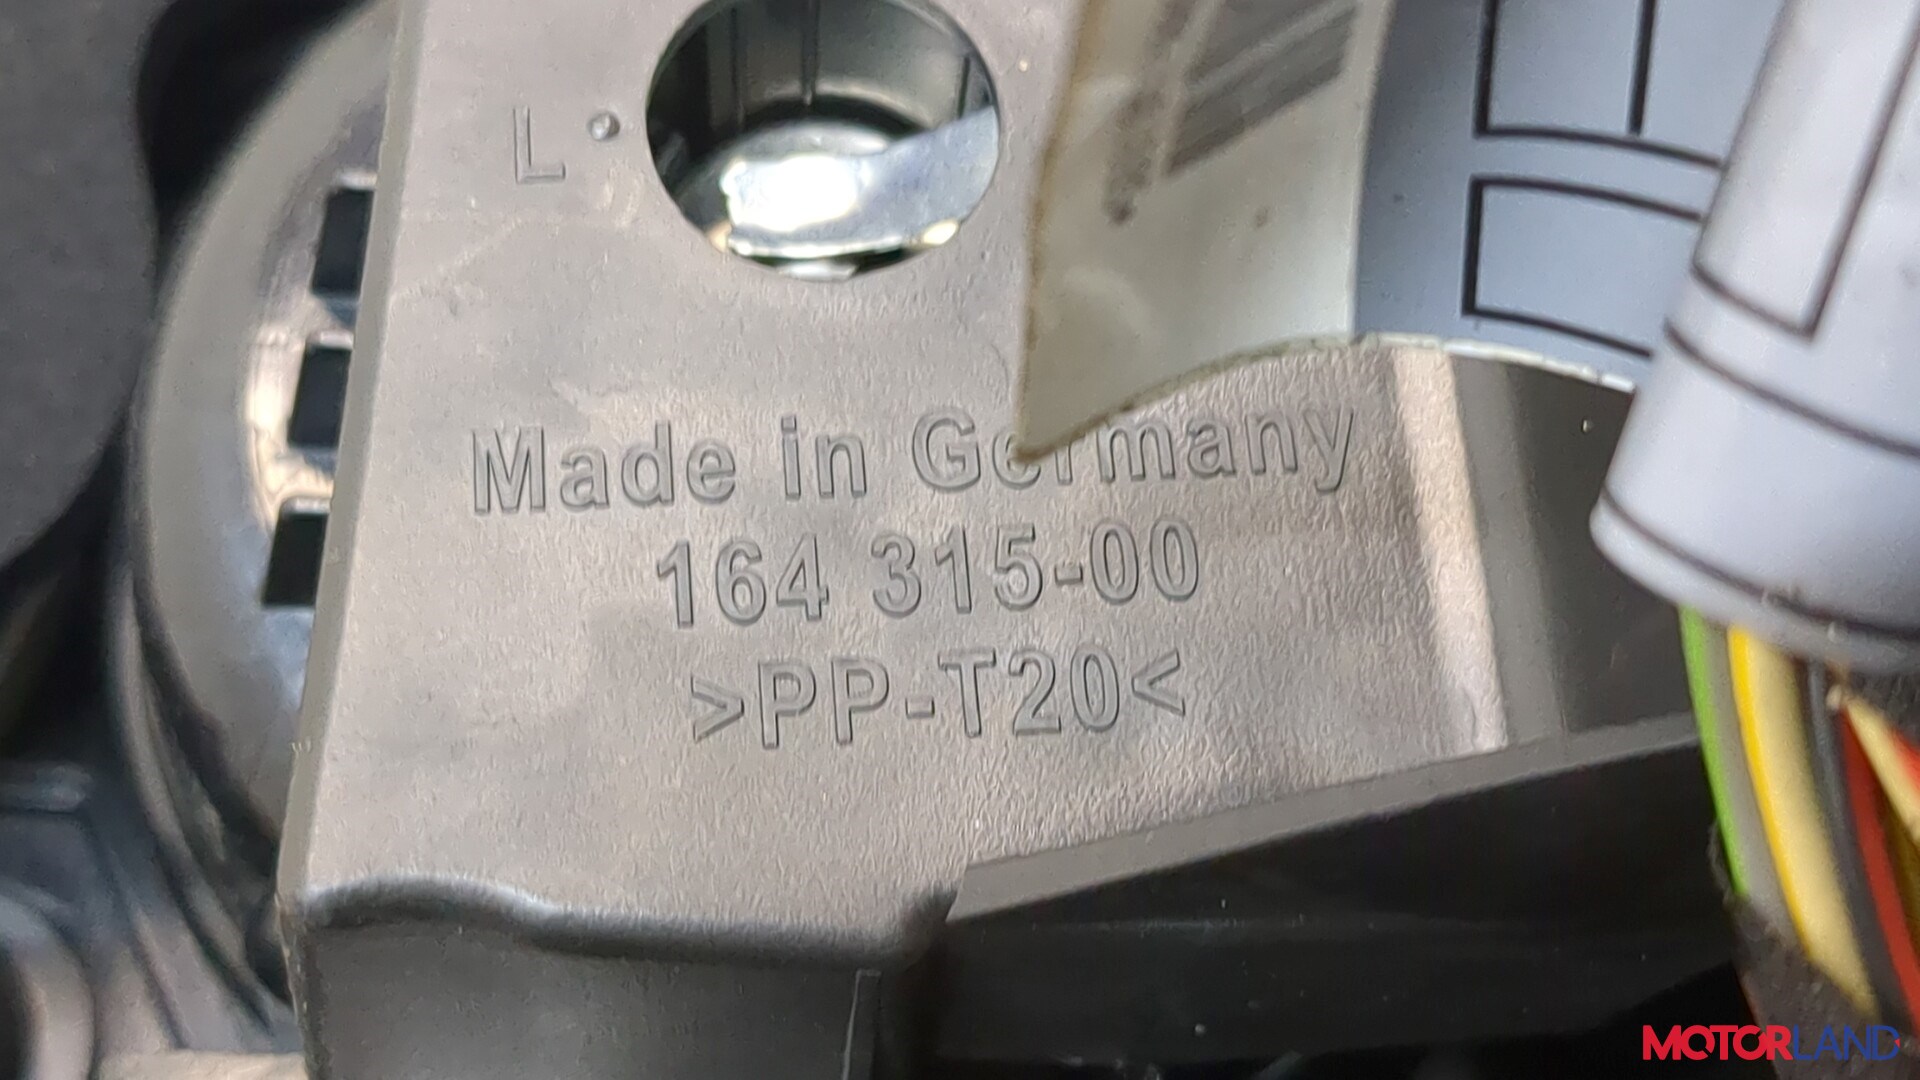 L
Made in Germany
164 315-00
>PP-T20<
MOTORLAND